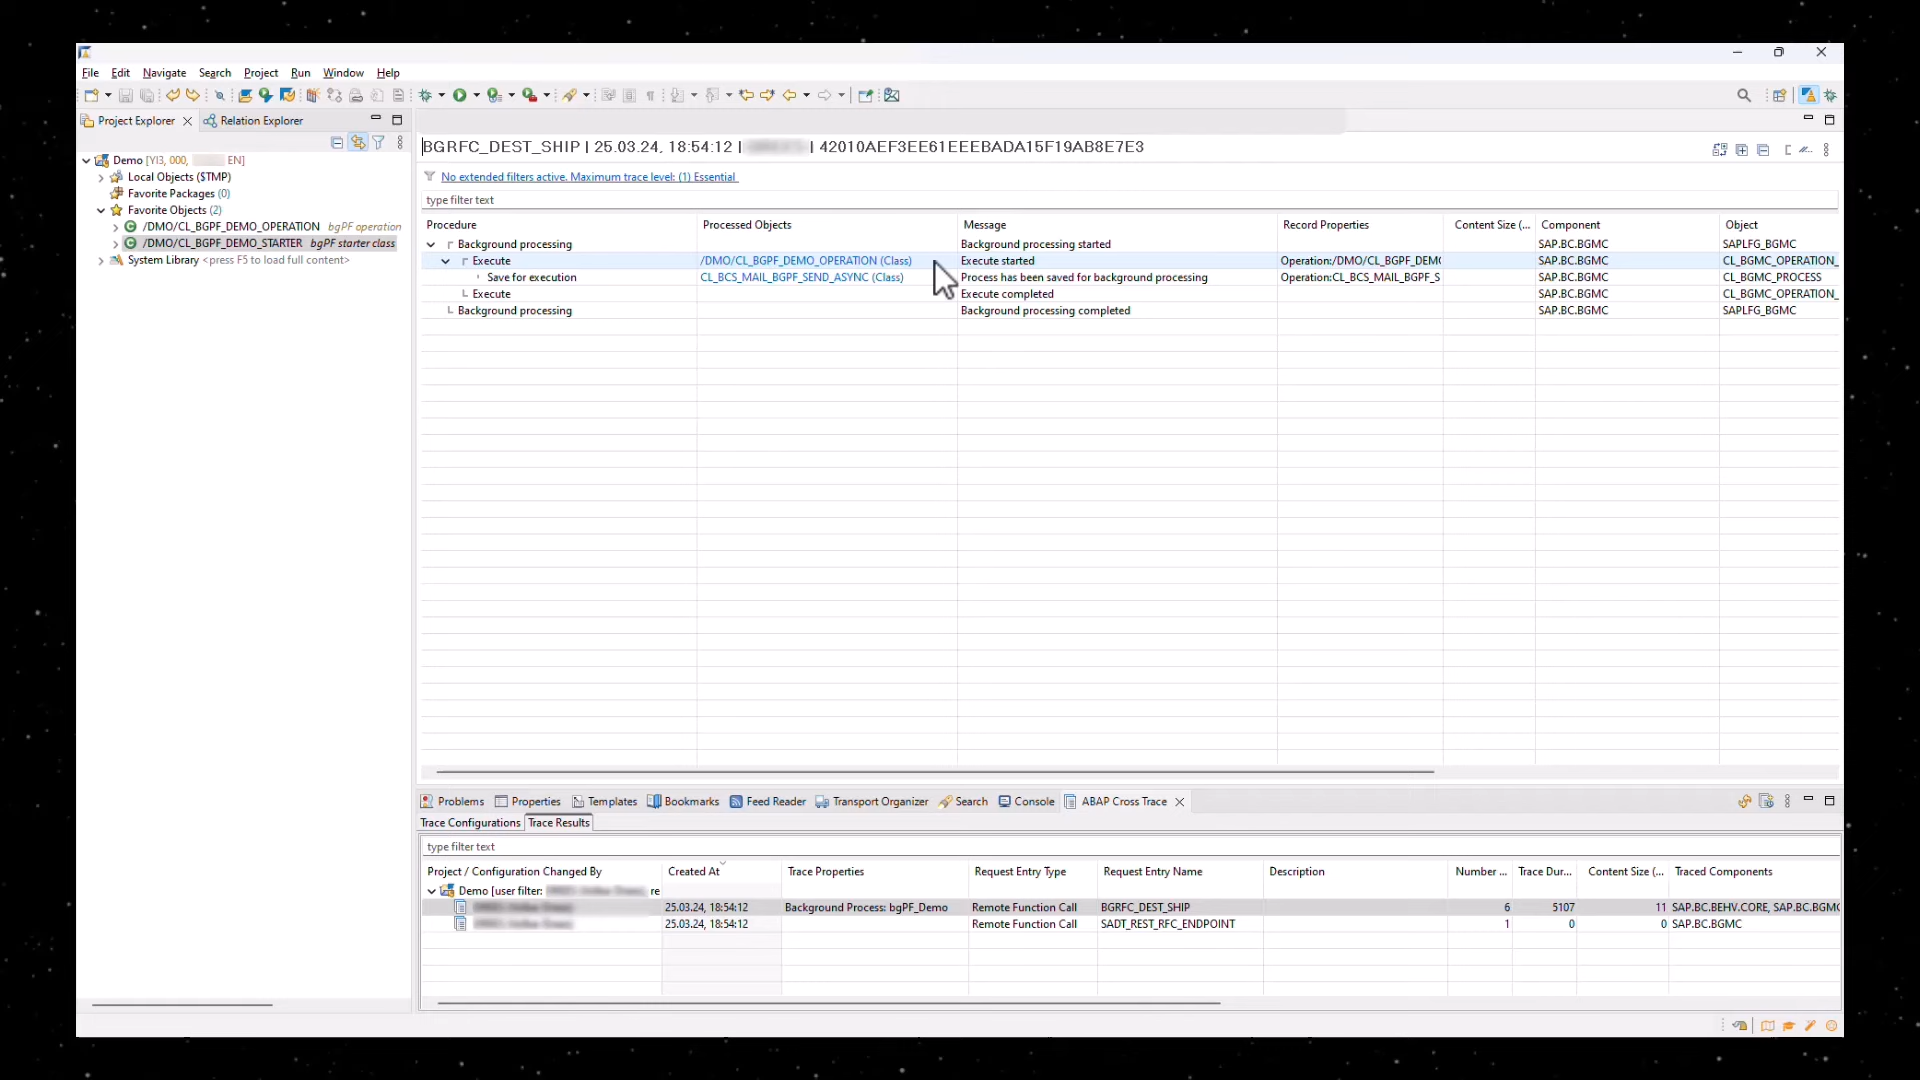 File Edit Navigate Search Project Run Window Help
Project Explorer Relation Explorer
Demo [YI3, 000, EN]
Local Objects ($TMP)
Favorite Packages (0)
Favorite Objects (2)
/DMO/CL_BGPF_DEMO_OPERATION bgPF operation
/DMO/CL_BGPF_DEMO_STARTER bgPF starter class
System Library <press F5 to load full content>
BGRFC_DEST_SHIP | 25.03.24, 18:54:12 | | 42010AEF3EE61EEEBADA15F19AB8E7E3
No extended filters active. Maximum trace level: (1) Essential
type filter text
Procedure Processed Objects Message Record Properties Content Size (... Component Object
Background processing Background processing started SAP.BC.BGMC SAPLFG_BGMC
Execute /DMO/CL_BGPF_DEMO_OPERATION (Class) Execute started Operation:/DMO/CL_BGPF_DEM( SAP.BC.BGMC CL_BGMC_OPERATION_
Save for execution CL_BCS_MAIL_BGPF_SEND_ASYNC (Class) Process has been saved for background processing Operation:CL_BCS_MAIL_BGPF_S SAP.BC.BGMC CL_BGMC_PROCESS
Execute Execute completed SAP.BC.BGMC CL_BGMC_OPERATION_
Background processing Background processing completed SAP.BC.BGMC SAPLFG_BGMC
Problems Properties Templates Bookmarks Feed Reader Transport Organizer Search Console ABAP Cross Trace
Trace Configurations Trace Results
type filter text
Project / Configuration Changed By Created At Trace Properties Request Entry Type Request Entry Name Description Number ... Trace Dur... Content Size (... Traced Components
Demo [user filter: re
25.03.24, 18:54:12 Background Process: bgPF_Demo Remote Function Call BGRFC_DEST_SHIP 6 5107 11 SAP.BC.BEHV.CORE, SAP.BC.BGM(
25.03.24, 18:54:12 Remote Function Call SADT_REST_RFC_ENDPOINT 1 0 0 SAP.BC.BGMC